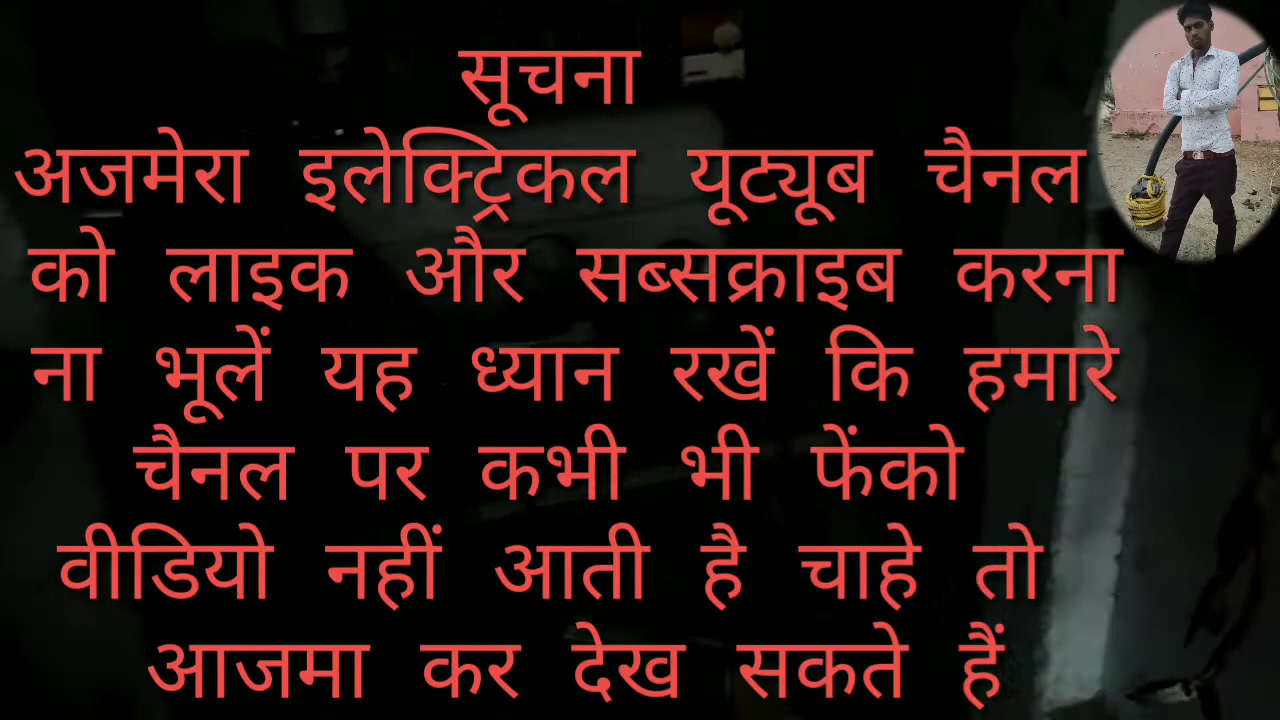 सूचना
अजमेरा इलेक्ट्रिकल यूट्यूब चैनल
को लाइक और सब्सक्राइब करना
ना भूलें यह ध्यान रखें कि हमारे
चैनल पर कभी भी फेंको
वीडियो नहीं आती है चाहे तो
आजमा कर देख सकते हैं